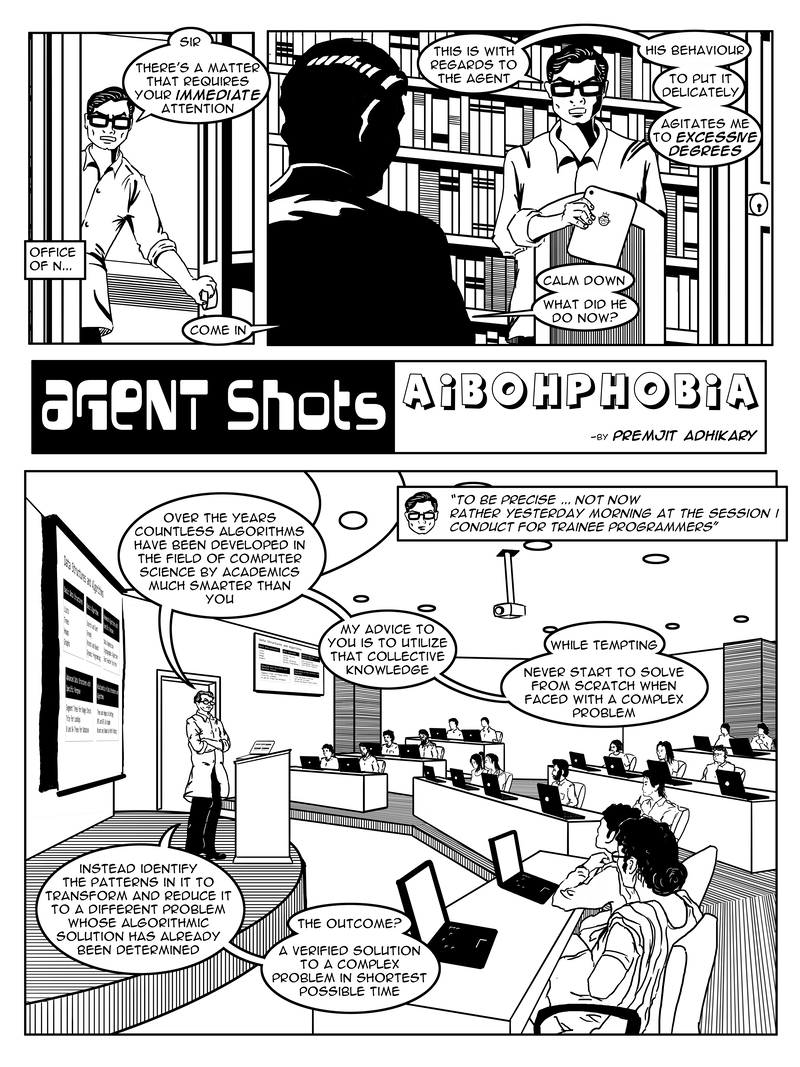 SIR
THERE'S A MATTER
THAT REQUIRES
YOUR IMMEDIATE
ATTENTION
OFFICE
OF N...
COME IN
THIS IS WITH
REGARDS TO
THE AGENT
HIS BEHAVIOUR
TO PUT IT
DELICATELY
AGITATES ME
TO EXCESSIVE
DEGREES
CALM DOWN
WHAT DID HE
DO NOW?
AGENT Shots
AiBOHPHOBiA
-BY PREMJIT ADHIKARY
"TO BE PRECISE ... NOT NOW
RATHER YESTERDAY MORNING AT THE SESSION I
CONDUCT FOR TRAINEE PROGRAMMERS"
OVER THE YEARS
COUNTLESS ALGORITHMS
HAVE BEEN DEVELOPED IN
THE FIELD OF COMPUTER
SCIENCE BY ACADEMICS
MUCH SMARTER THAN
YOU
MY ADVICE TO
YOU IS TO UTILIZE
THAT COLLECTIVE
KNOWLEDGE
WHILE TEMPTING
NEVER START TO SOLVE
FROM SCRATCH WHEN
FACED WITH A COMPLEX
PROBLEM
Data Structures and Algorithms
INSTEAD IDENTIFY
THE PATTERNS IN IT TO
TRANSFORM AND REDUCE IT
TO A DIFFERENT PROBLEM
WHOSE ALGORITHMIC
SOLUTION HAS ALREADY
BEEN DETERMINED
THE OUTCOME?
A VERIFIED SOLUTION
TO A COMPLEX
PROBLEM IN SHORTEST
POSSIBLE TIME